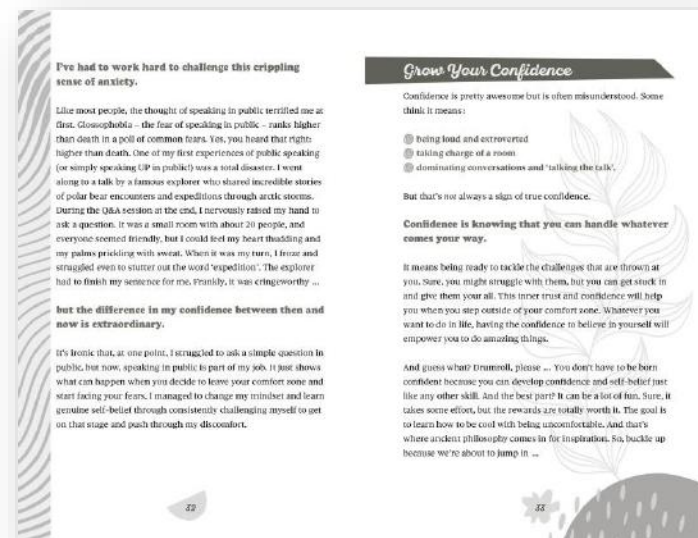 I've had to work hard to challenge this crippling
sense of anxiety.
Like most people, the thought of speaking in public terrified me at
first. Glossophobia – the fear of speaking in public – ranks higher
than death in a poll of common fears. Yes, you heard that right:
higher than death. One of my first experiences of public speaking
(or simply speaking UP in public!) was a total disaster. I went
along to a talk by a famous explorer who shared incredible stories
of polar bear encounters and expeditions through arctic storms.
During the Q&A session at the end, I nervously raised my hand to
ask a question. It was a small room with about 20 people, and
everyone seemed friendly, but I could feel my heart thudding and
my palms prickling with sweat. When it was my turn, I froze and
struggled even to stutter out the word 'expedition'. The explorer
had to finish my sentence for me. Frankly, it was cringeworthy ...
but the difference in my confidence between then and
now is extraordinary.
It's ironic that, at one point, I struggled to ask a simple question in
public, but now, speaking in public is part of my job. It just shows
what can happen when you decide to leave your comfort zone and
start facing your fears. I managed to change my mindset and learn
genuine self-belief through consistently challenging myself to get
on that stage and push through my discomfort.
32
Grow Your Confidence
Confidence is pretty awesome but is often misunderstood. Some
think it means:
being loud and extroverted
taking charge of a room
dominating conversations and 'talking the talk'.
But that's not always a sign of true confidence.
Confidence is knowing that you can handle whatever
comes your way.
It means being ready to tackle the challenges that are thrown at
you. Sure, you might struggle with them, but you can get stuck in
and give them your all. This inner trust and confidence will help
you when you step outside of your comfort zone. Whatever you
want to do in life, having the confidence to believe in yourself will
empower you to do amazing things.
And guess what? Drumroll, please ... You don't have to be born
confident because you can develop confidence and self-belief just
like any other skill. And the best part? It can be a lot of fun. Sure, it
takes some effort, but the rewards are totally worth it. The goal is
to learn how to be cool with being uncomfortable. And that's
where ancient philosophy comes in for inspiration. So, buckle up
because we're about to jump in ...
33